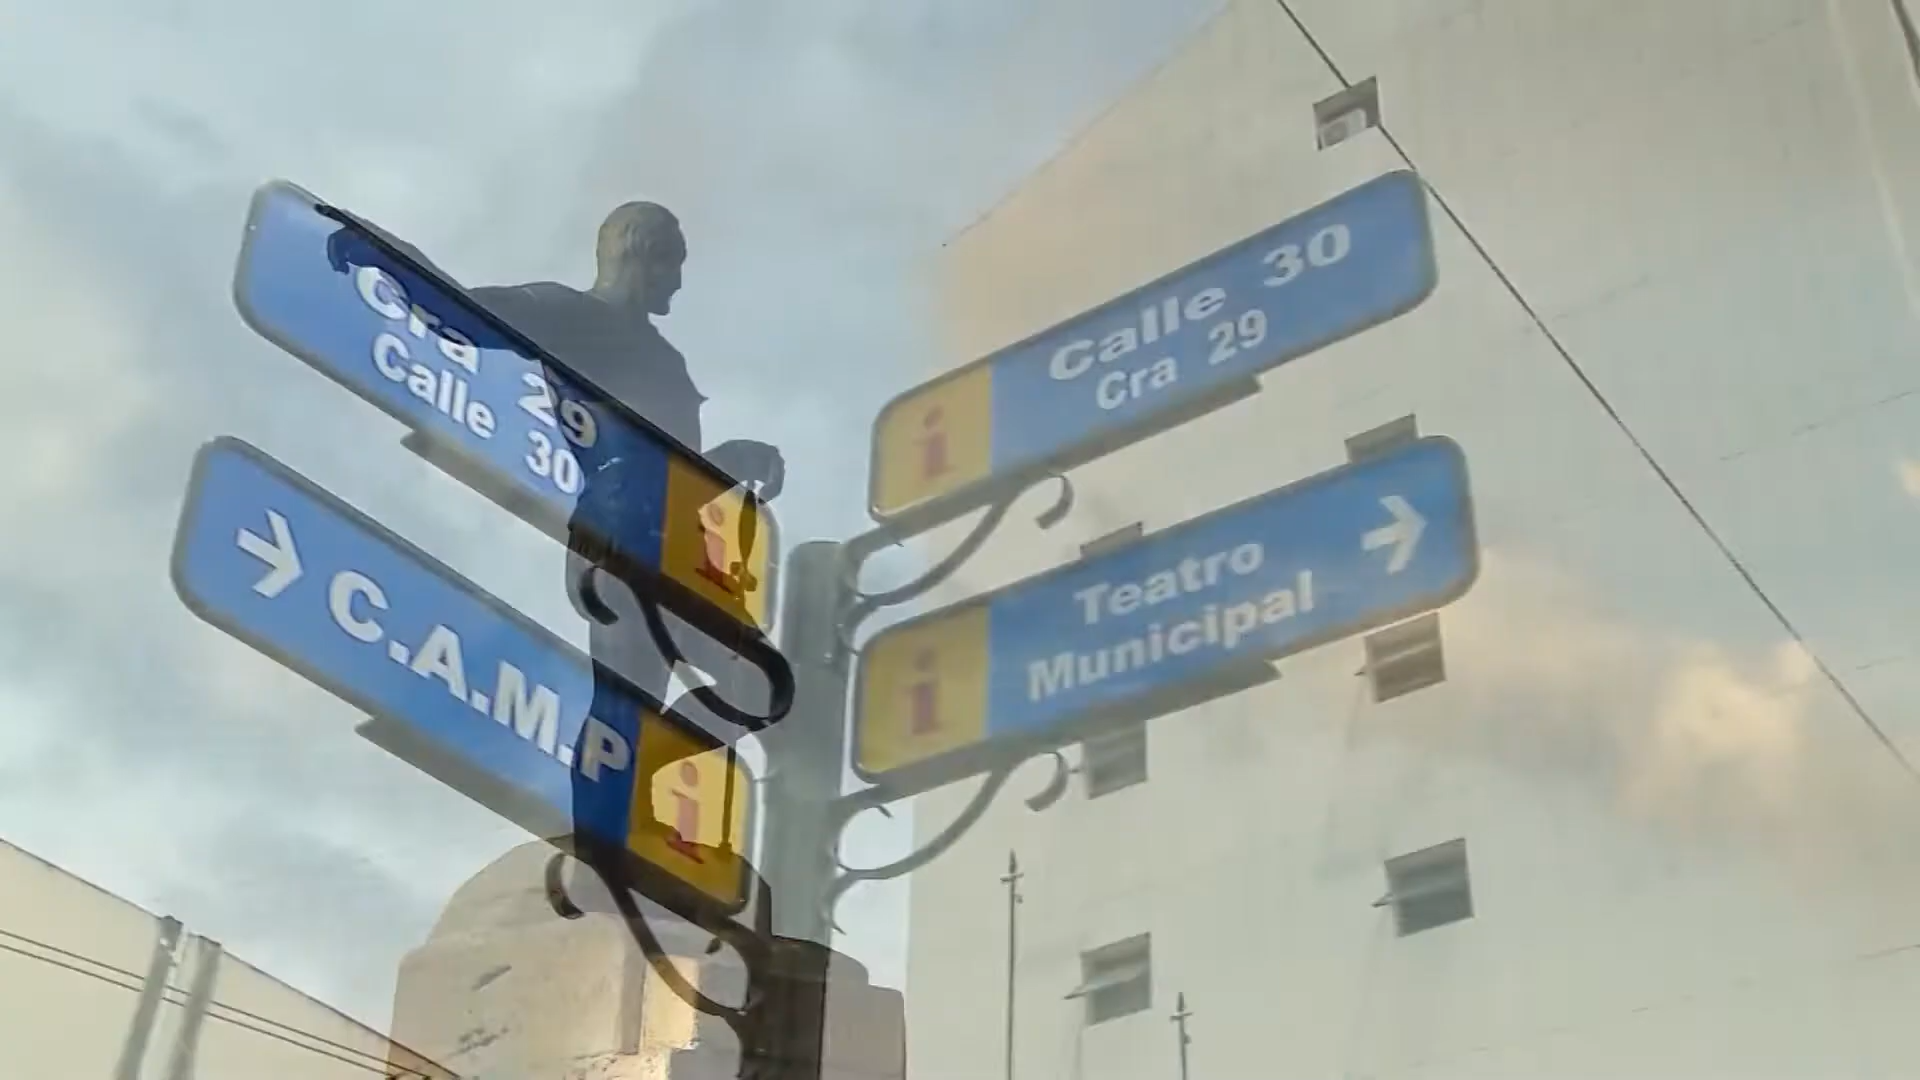 Cra 29
Calle 30
i
→ C.A.M.P
i
Calle 30
Cra 29
i
Teatro →
Municipal
i